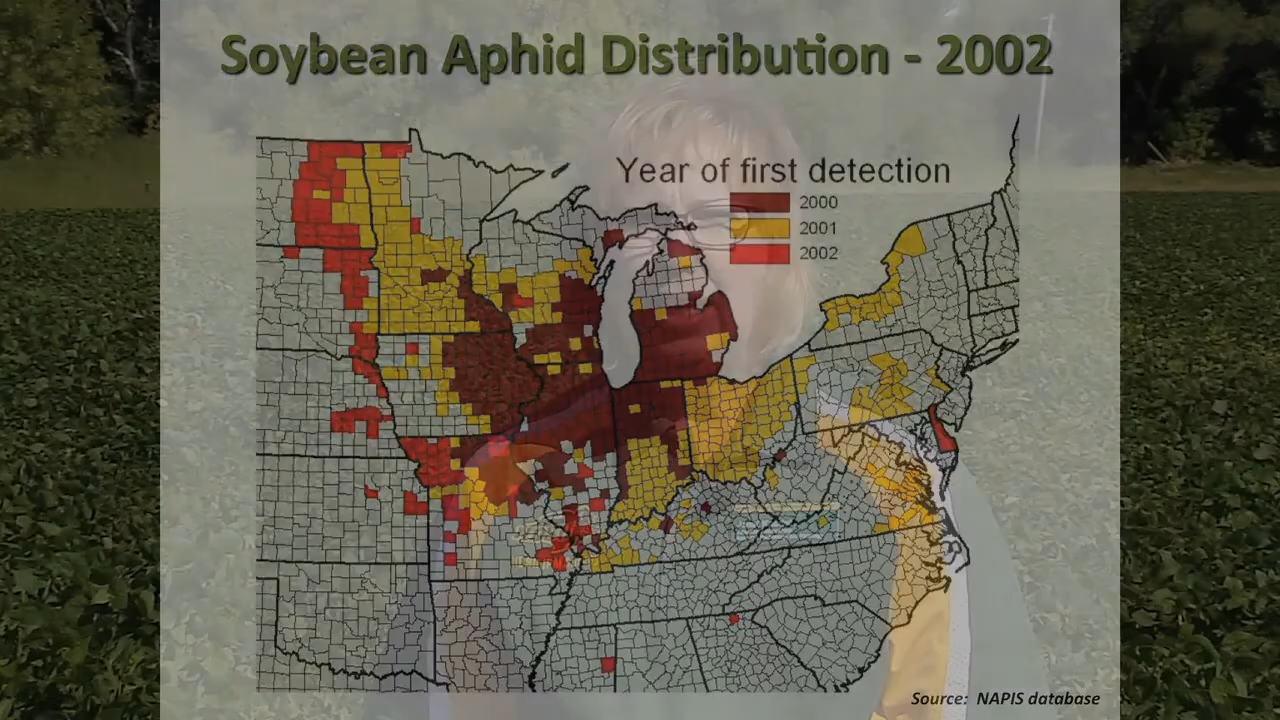 Soybean Aphid Distribution - 2002
Year of first detection
2000
2001
2002
Source: NAPIS database